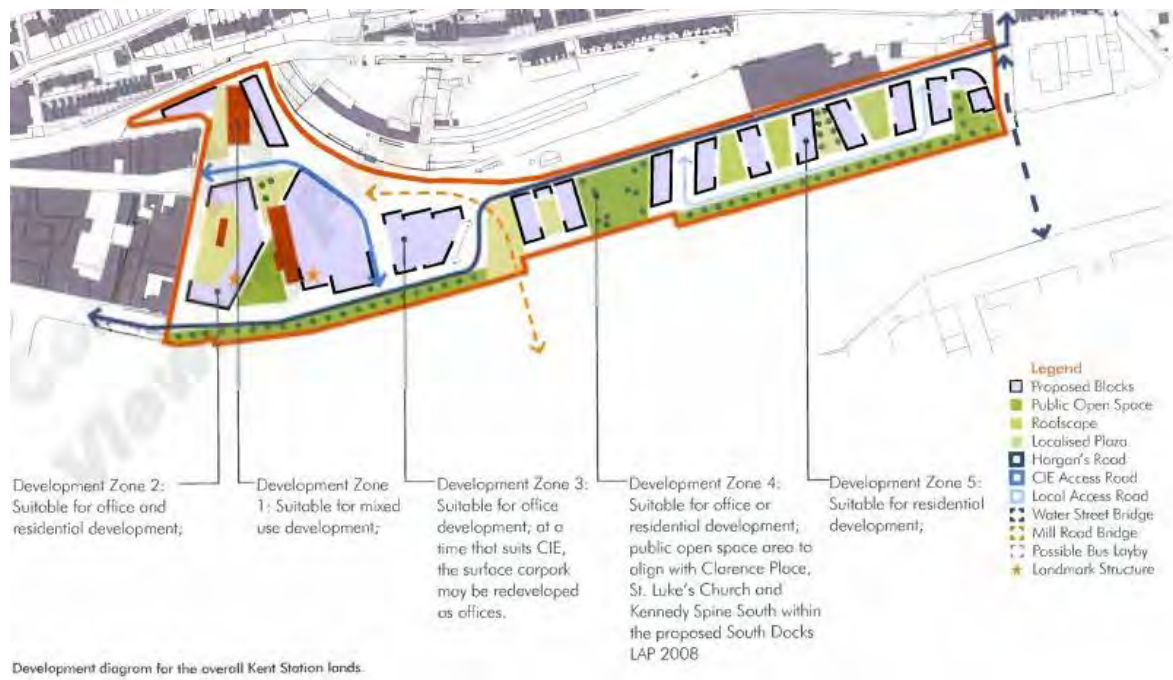 Legend
Proposed Blocks
Public Open Space
Roofscape
Localised Plaza
Horgan's Road
CIE Access Road
Local Access Road
Water Street Bridge
Mill Road Bridge
Possible Bus Layby
Landmark Structure
Development Zone 2:
Suitable for office and
residential development;
Development Zone
1: Suitable for mixed
use development;
Development Zone 3:
Suitable for office
development; at a
time that suits CIE,
the surface carpark
may be redeveloped
as offices.
Development Zone 4:
Suitable for office or
residential development;
public open space area to
align with Clarence Place,
St. Luke's Church and
Kennedy Spine South within
the proposed South Docks
LAP 2008
Development Zone 5:
Suitable for residential
development;
Development diagram for the overall Kent Station lands.